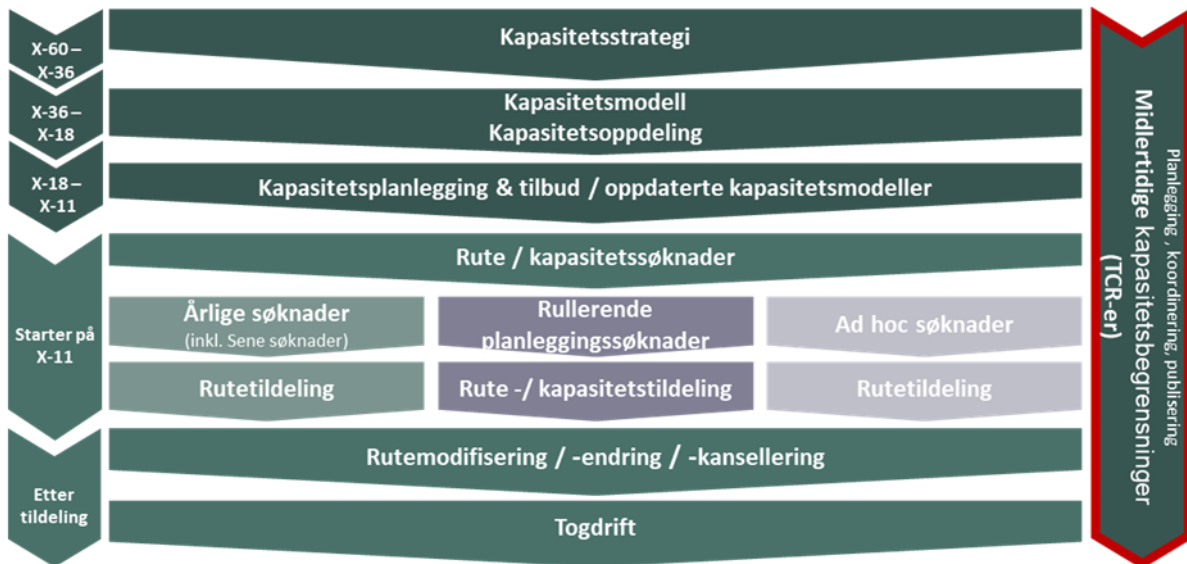 X-60 –
X-36
Kapasitetsstrategi
X-36 –
X-18
Kapasitetsmodell
Kapasitetsoppdeling
X-18 –
X-11
Kapasitetsplanlegging & tilbud / oppdaterte kapasitetsmodeller
Starter på
X-11
Rute / kapasitetssøknader
Årlige søknader
(inkl. Sene søknader)
Rullerende
planleggingssøknader
Ad hoc søknader
Rutetildeling
Rute -/ kapasitetstildeling
Rutetildeling
Etter
tildeling
Rutemodifisering / -endring / -kansellering
Togdrift
Planlegging , koordinering, publisering
Midlertidige kapasitetsbegrensninger
(TCR-er)